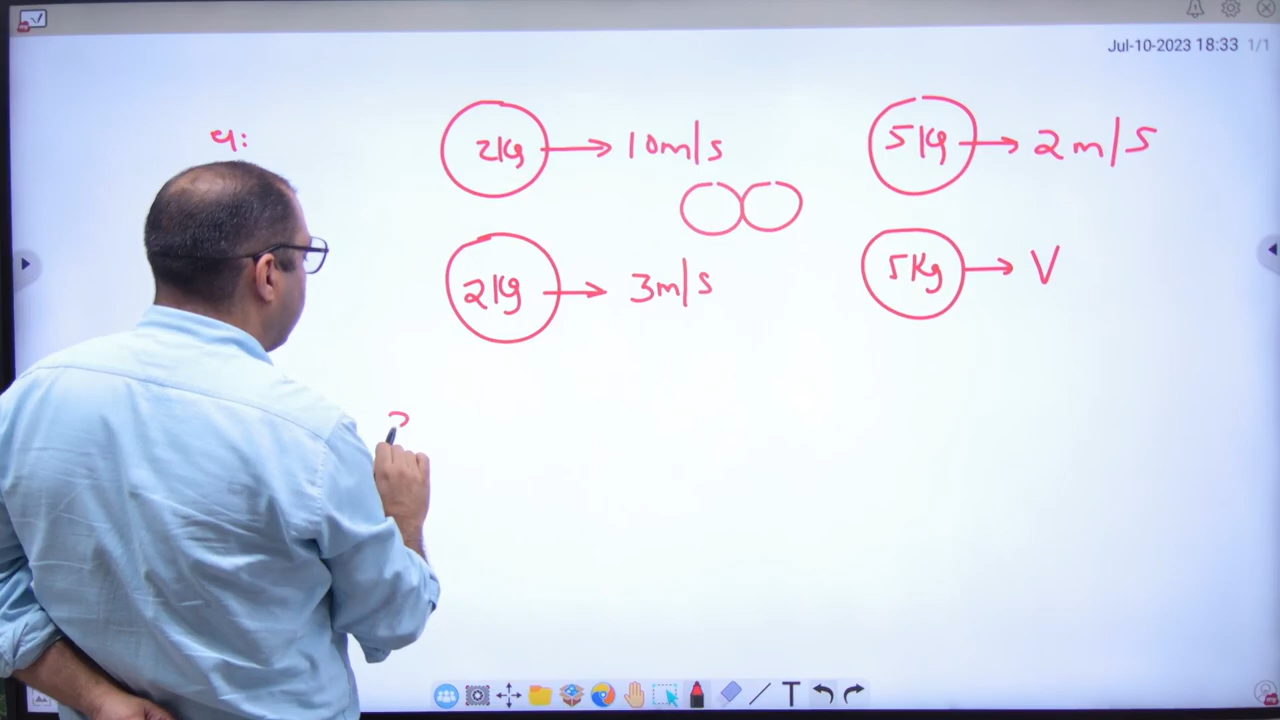 Jul-10-2023 18:33 1/1
2Kg → 10m/s 5Kg → 2m/s
2Kg → 3m/s 5Kg → V
T